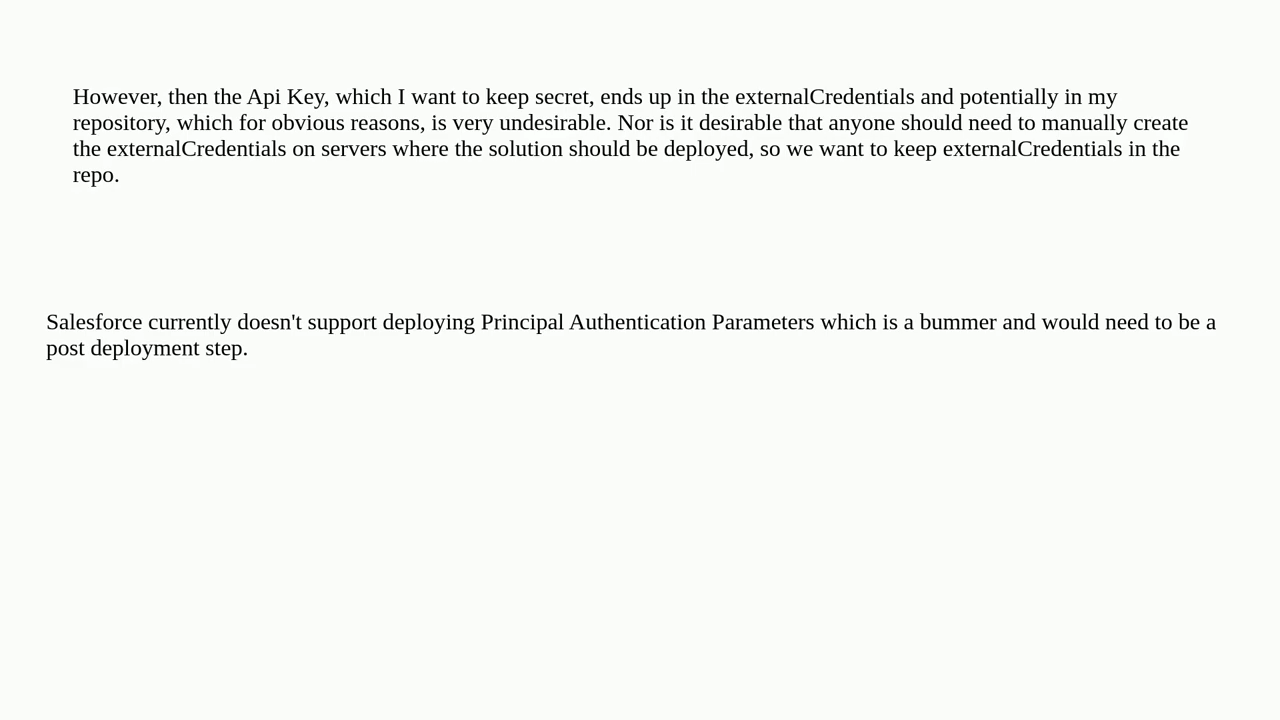 However, then the Api Key, which I want to keep secret, ends up in the externalCredentials and potentially in my
repository, which for obvious reasons, is very undesirable. Nor is it desirable that anyone should need to manually create
the externalCredentials on servers where the solution should be deployed, so we want to keep externalCredentials in the
repo.
Salesforce currently doesn't support deploying Principal Authentication Parameters which is a bummer and would need to be a
post deployment step.